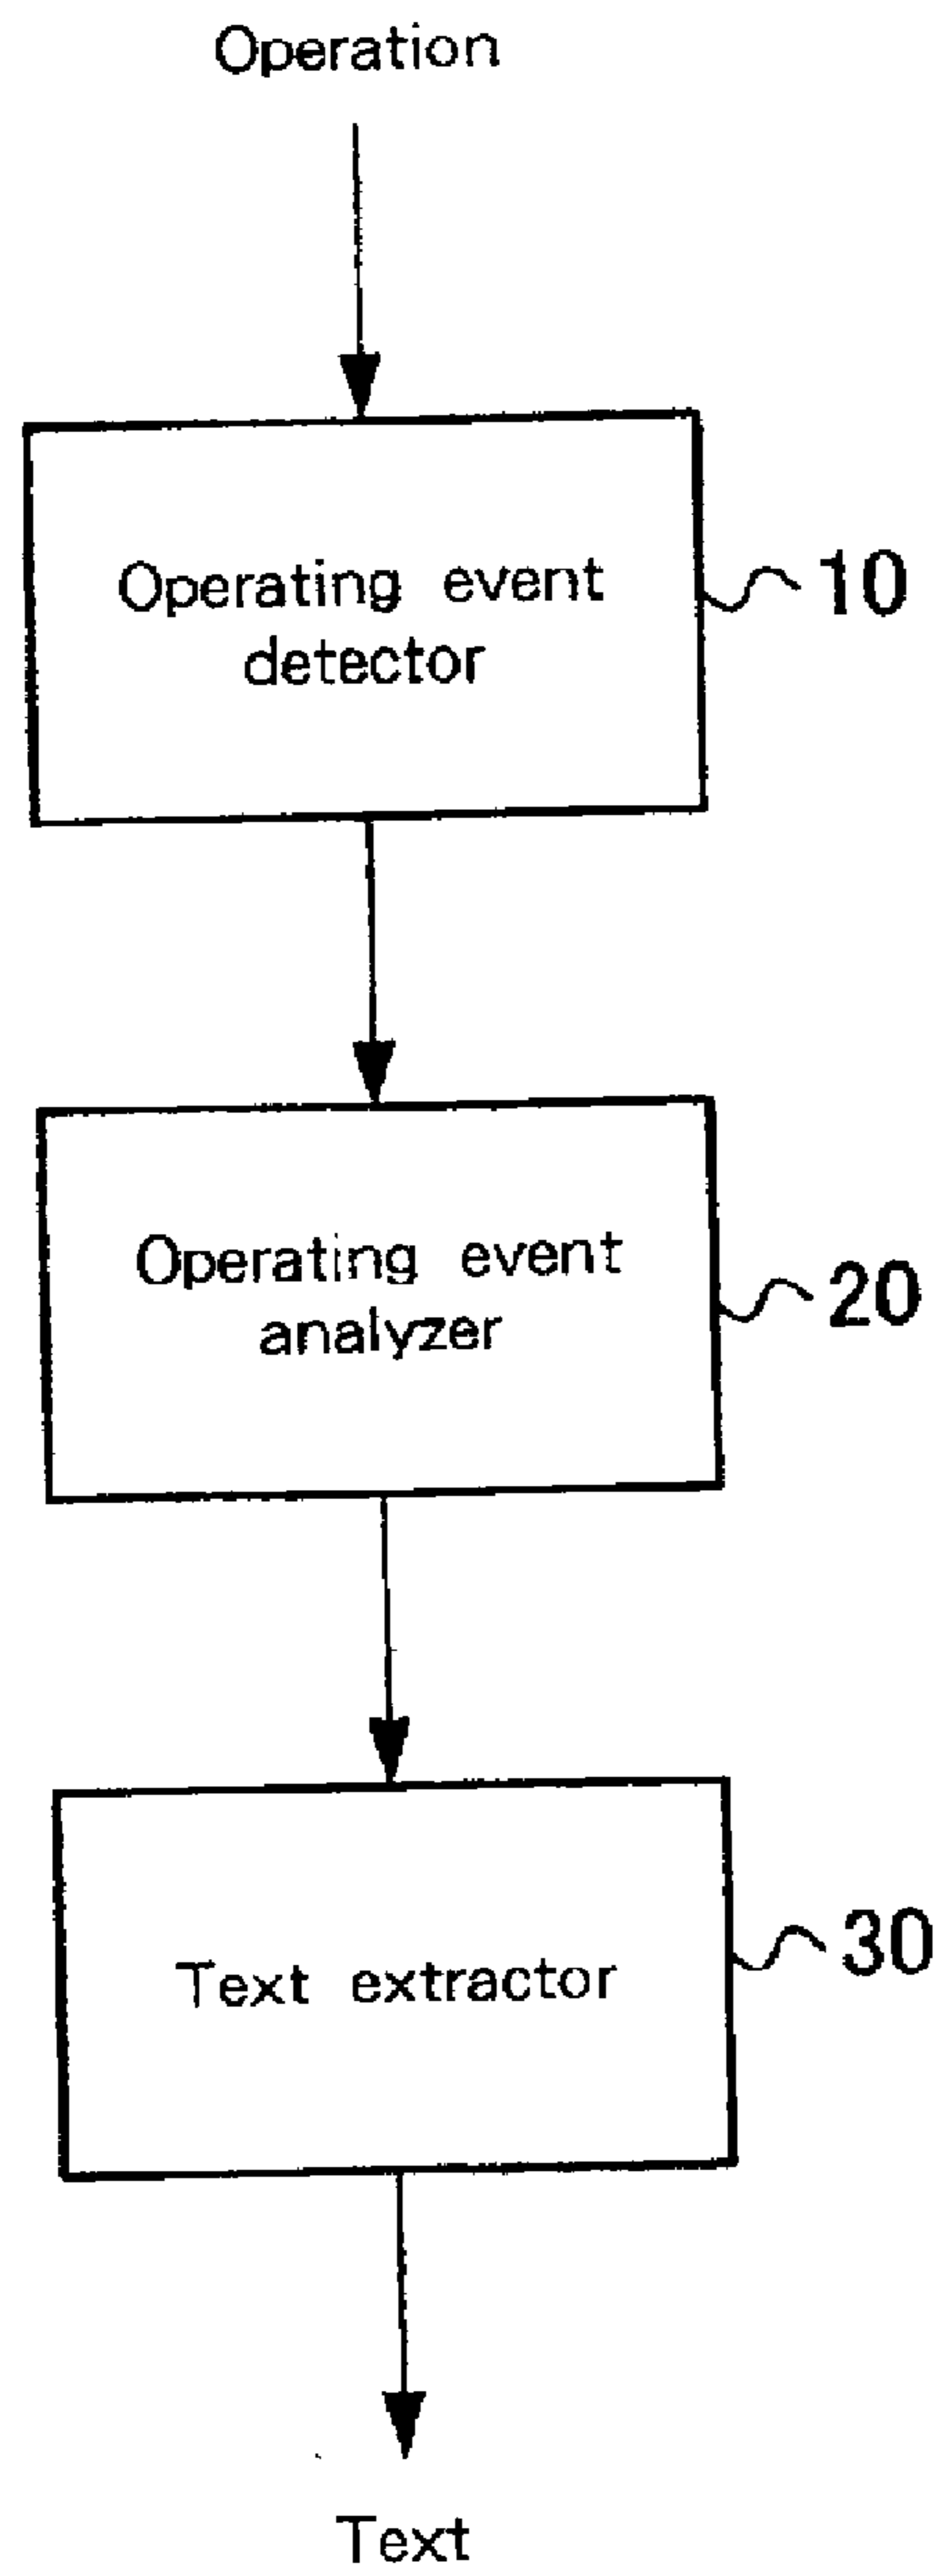 Operation
Operating event
detector
10
Operating event
analyzer
20
Text extractor
30
Text